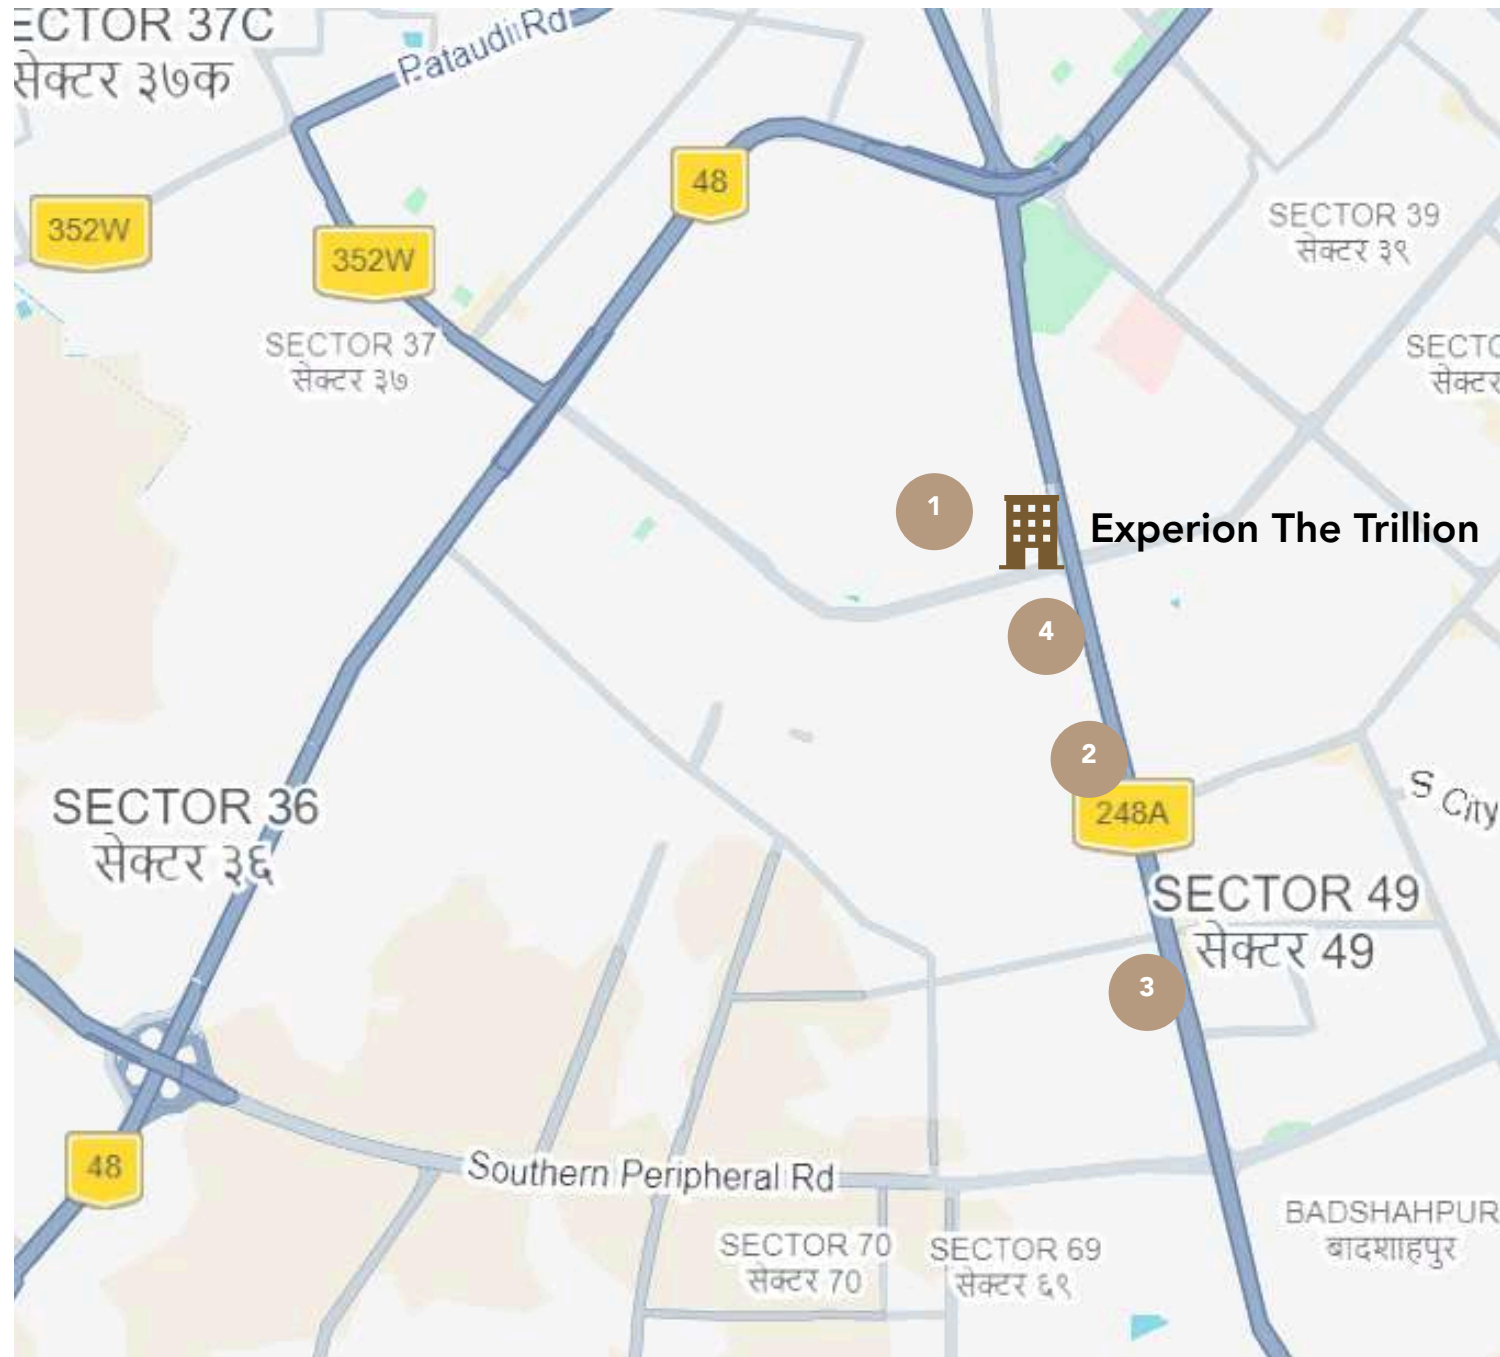 ECTOR 37C
सेक्टर ३७क
Pataudi Rd
48
352W
352W
SECTOR 39
सेक्टर ३९
SECTOR 37
सेक्टर ३७
SECTO
सेक्टर
1
Experion The Trillion
4
2
248A
S City
SECTOR 36
सेक्टर ३६
SECTOR 49
सेक्टर 49
3
48
Southern Peripheral Rd
SECTOR 70
सेक्टर 70
SECTOR 69
सेक्टर ६९
BADSHAHPUR
बादशाहपुर